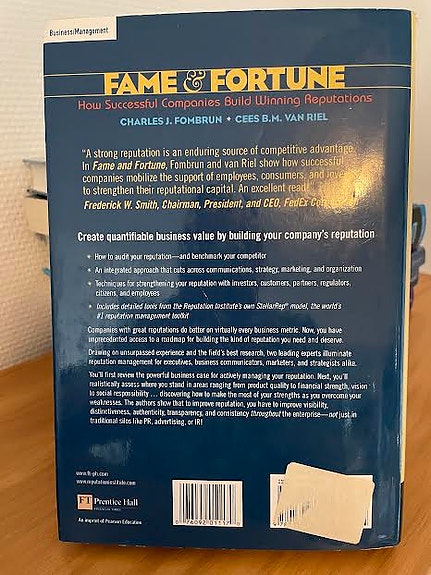 Business/Management
FAME & FORTUNE
How Successful Companies Build Winning Reputations
CHARLES J. FOMBRUN • CEES B.M. VAN RIEL
"A strong reputation is an enduring source of competitive advantage.
In Fame and Fortune, Fombrun and van Riel show how successful
companies mobilize the support of employees, consumers, and
to strengthen their reputational capital. An excellent read!"
Frederick W. Smith, Chairman, President, and CEO, FedEx
Create quantifiable business value by building your company's reputation
• How to audit your reputation—and benchmark your competitor
• An integrated approach that cuts across communications, strategy, marketing, and organization
• Techniques for strengthening your reputation with investors, customers, partners, regulators,
citizens, and employees
• Includes detailed tools from the Reputation Institute's own StellarRep® model, the world's
#1 reputation management toolkit
Companies with great reputations do better on virtually every business metric. Now, you have
unprecedented access to a roadmap for building the kind of reputation you need and deserve.
Drawing on unsurpassed experience and the field's best research, two leading experts illuminate
reputation management for executives, business communicators, marketers, and strategists alike.
You'll first review the powerful business case for actively managing your reputation. Next, you'll
realistically assess where you stand in areas ranging from product quality to financial strength, vision
to social responsibility... discovering how to make the most of your strengths as you overcome your
weaknesses. The authors show that to improve reputation, you have to improve visibility,
distinctiveness, authenticity, transparency, and consistency throughout the enterprise—not just in
traditional silos like PR, advertising, or IR!
www.ft-ph.com
www.reputationinstitute.com
FT Prentice Hall
FINANCIAL TIMES
An imprint of Pearson Education